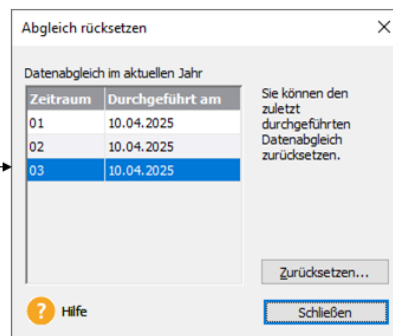 Abgleich rücksetzen
Datenabgleich im aktuellen Jahr
Zeitraum Durchgeführt am
01 10.04.2025
02 10.04.2025
03 10.04.2025
Sie können den
zuletzt
durchgeführten
Datenabgleich
zurücksetzen.
Zurücksetzen...
Hilfe
Schließen